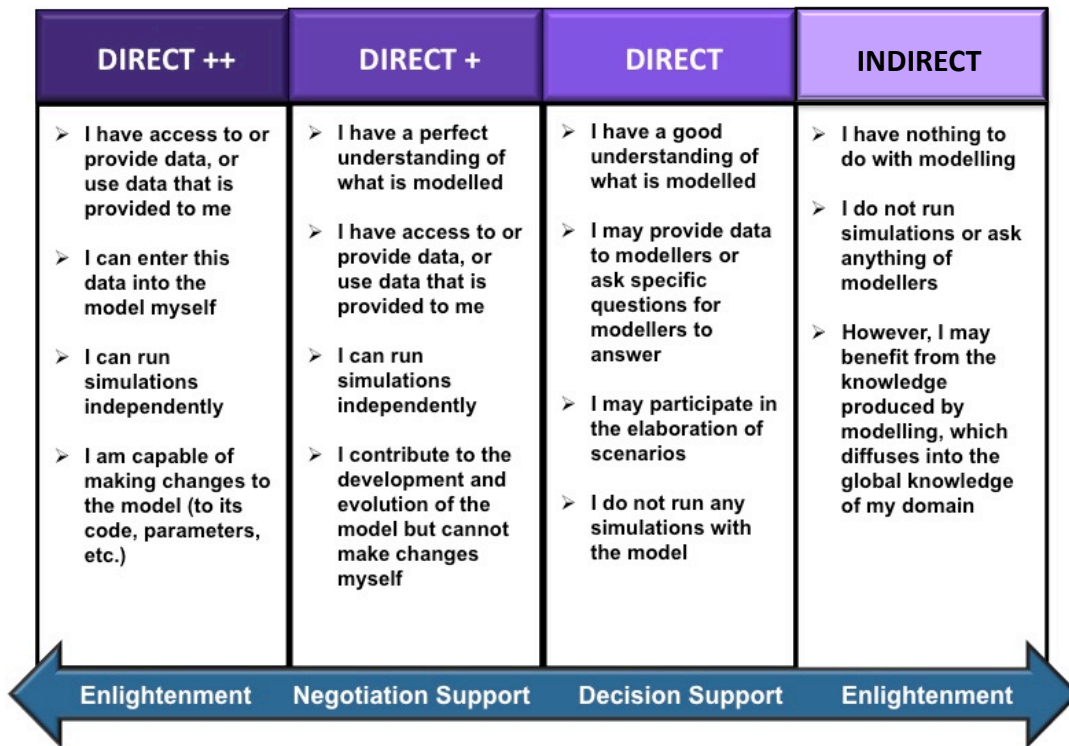 DIRECT ++
➢ I have access to or
provide data, or
use data that is
provided to me
➢ I can enter this
data into the
model myself
➢ I can run
simulations
independently
➢ I am capable of
making changes to
the model (to its
code, parameters,
etc.)
DIRECT +
➢ I have a perfect
understanding of
what is modelled
➢ I have access to or
provide data, or
use data that is
provided to me
➢ I can run
simulations
independently
➢ I contribute to the
development and
evolution of the
model but cannot
make changes
myself
DIRECT
➢ I have a good
understanding of
what is modelled
➢ I may provide data
to modellers or
ask specific
questions for
modellers to
answer
➢ I may participate in
the elaboration of
scenarios
➢ I do not run any
simulations with
the model
INDIRECT
➢ I have nothing to
do with modelling
➢ I do not run
simulations or ask
anything of
modellers
➢ However, I may
benefit from the
knowledge
produced by
modelling, which
diffuses into the
global knowledge
of my domain
Enlightenment Negotiation Support Decision Support Enlightenment